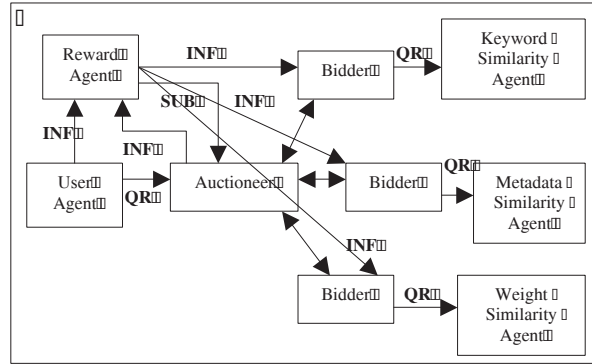 Reward
Agent
INF
Bidder
QR
Keyword
Similarity
Agent
SUB
INF
INF
INF
User
Agent
QR
Auctioneer
Bidder
QR
Metadata
Similarity
Agent
INF
Bidder
QR
Weight
Similarity
Agent